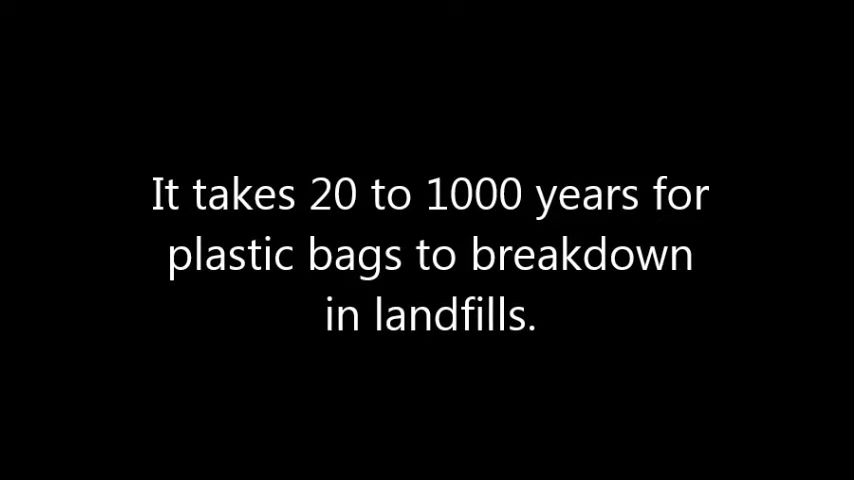 It takes 20 to 1000 years for
plastic bags to breakdown
in landfills.